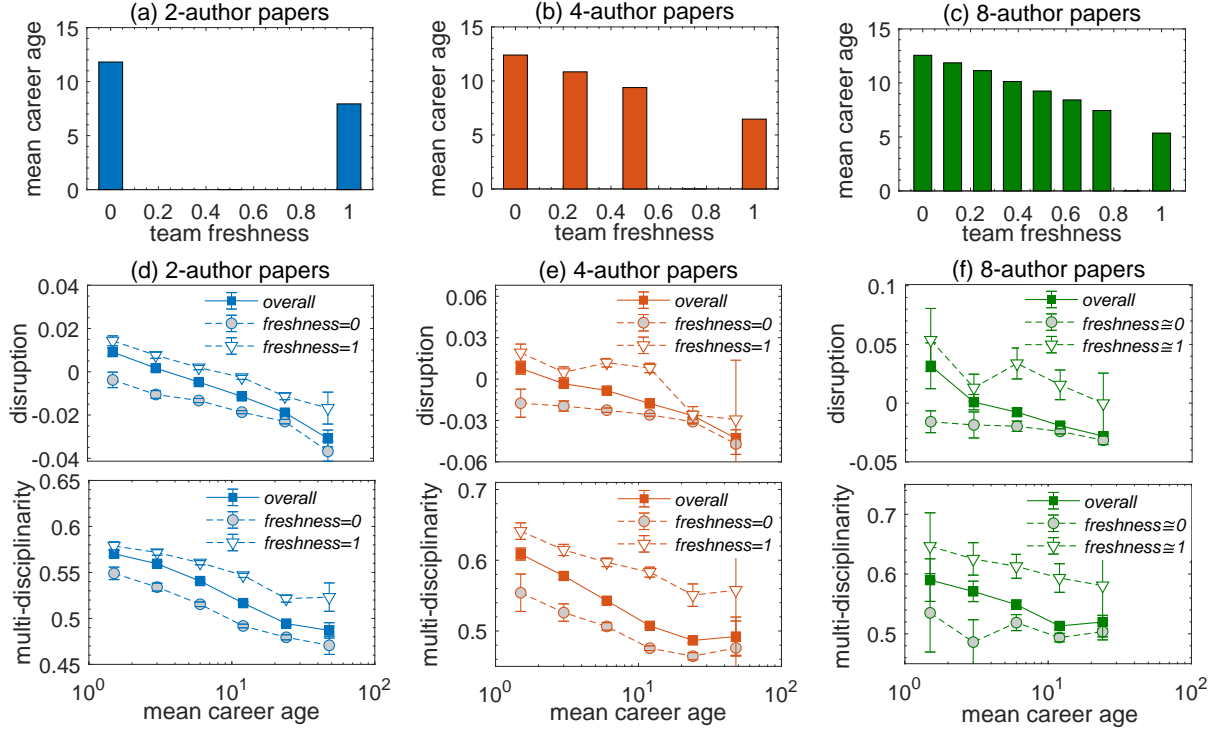 (a) 2-author papers
15
10
5
0
mean career age
0 0.2 0.4 0.6 0.8 1
team freshness
(b) 4-author papers
15
10
5
0
mean career age
0 0.2 0.4 0.6 0.8 1
team freshness
(c) 8-author papers
15
10
5
0
mean career age
0 0.2 0.4 0.6 0.8 1
team freshness
(d) 2-author papers
0.04
0.02
0
-0.02
-0.04
disruption
overall
freshness=0
freshness=1
0.65
0.6
0.55
0.5
0.45
multi-disciplinarity
overall
freshness=0
freshness=1
10^0 10^1 10^2
mean career age
(e) 4-author papers
0.06
0.03
0
-0.03
-0.06
disruption
overall
freshness=0
freshness=1
0.7
0.6
0.5
multi-disciplinarity
overall
freshness=0
freshness=1
10^0 10^1 10^2
mean career age
(f) 8-author papers
0.1
0.05
0
-0.05
disruption
overall
freshness≅0
freshness≅1
0.7
0.6
0.5
multi-disciplinarity
overall
freshness≅0
freshness≅1
10^0 10^1 10^2
mean career age